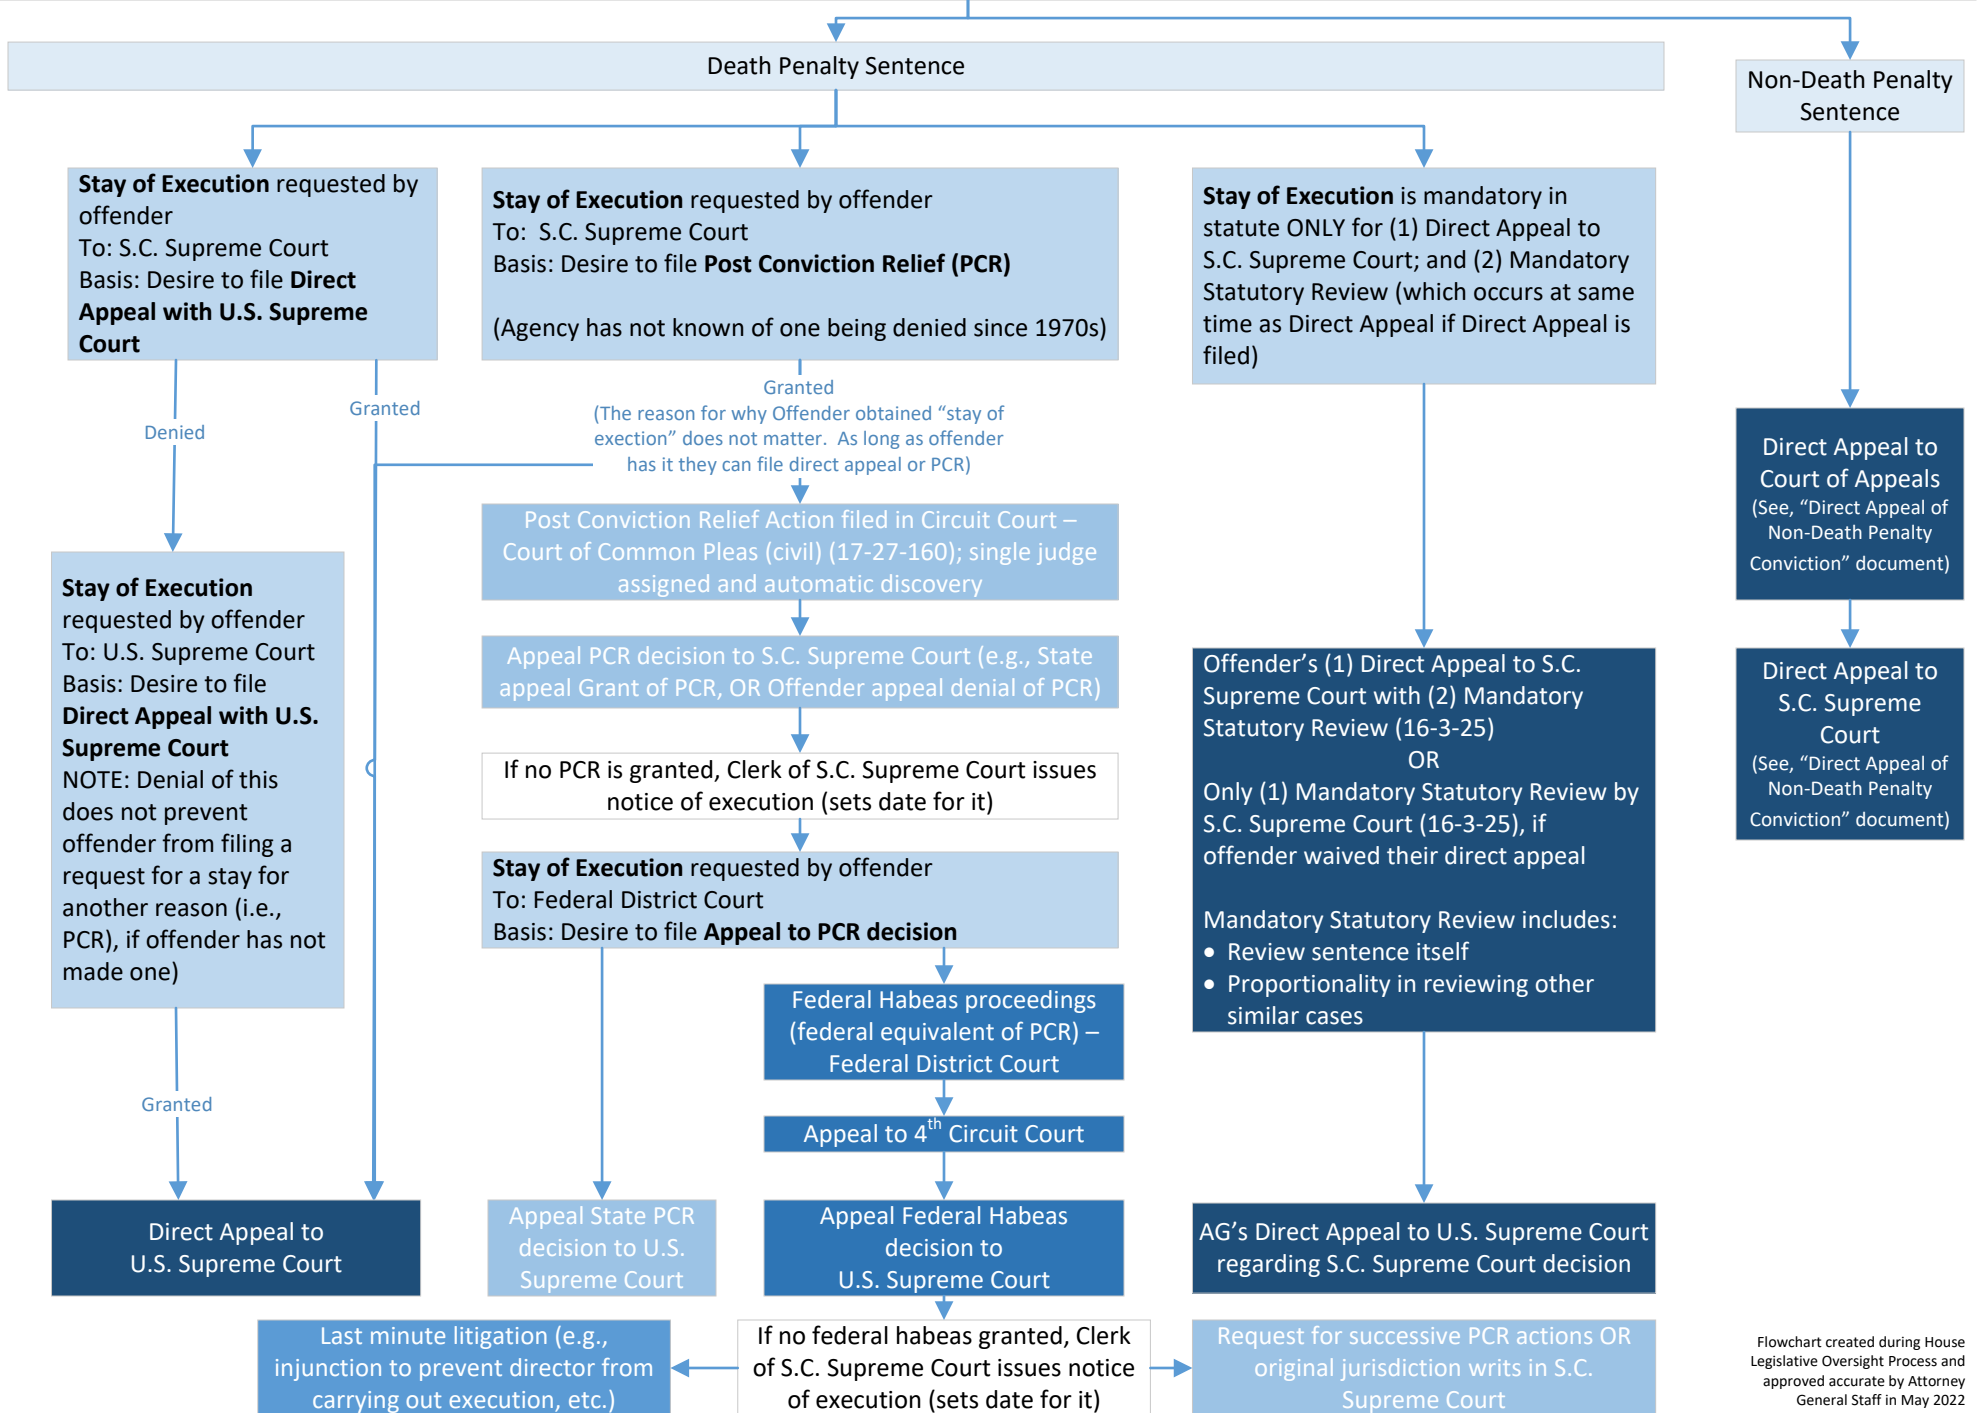 Death Penalty Sentence
Non-Death Penalty
Sentence
Stay of Execution requested by
offender
To: S.C. Supreme Court
Basis: Desire to file Direct
Appeal with U.S. Supreme
Court
Stay of Execution requested by offender
To:  S.C. Supreme Court
Basis: Desire to file Post Conviction Relief (PCR)
(Agency has not known of one being denied since 1970s)
Stay of Execution is mandatory in
statute ONLY for (1) Direct Appeal to
S.C. Supreme Court; and (2) Mandatory
Statutory Review (which occurs at same
time as Direct Appeal if Direct Appeal is
filed)
Denied
Granted
Granted
(The reason for why Offender obtained “stay of
exection” does not matter.  As long as offender
has it they can file direct appeal or PCR)
Direct Appeal to
Court of Appeals
(See, “Direct Appeal of
Non-Death Penalty
Conviction” document)
Post Conviction Relief Action filed in Circuit Court –
Court of Common Pleas (civil) (17-27-160); single judge
assigned and automatic discovery
Stay of Execution
requested by offender
To: U.S. Supreme Court
Basis: Desire to file
Direct Appeal with U.S.
Supreme Court
NOTE: Denial of this
does not prevent
offender from filing a
request for a stay for
another reason (i.e.,
PCR), if offender has not
made one)
Appeal PCR decision to S.C. Supreme Court (e.g., State
appeal Grant of PCR, OR Offender appeal denial of PCR)
If no PCR is granted, Clerk of S.C. Supreme Court issues
notice of execution (sets date for it)
Stay of Execution requested by offender
To: Federal District Court
Basis: Desire to file Appeal to PCR decision
Offender’s (1) Direct Appeal to S.C.
Supreme Court with (2) Mandatory
Statutory Review (16-3-25)
OR
Only (1) Mandatory Statutory Review by
S.C. Supreme Court (16-3-25), if
offender waived their direct appeal
Mandatory Statutory Review includes:
• Review sentence itself
• Proportionality in reviewing other
similar cases
Direct Appeal to
S.C. Supreme
Court
(See, “Direct Appeal of
Non-Death Penalty
Conviction” document)
Federal Habeas proceedings
(federal equivalent of PCR) –
Federal District Court
Granted
Appeal to 4th Circuit Court
Direct Appeal to
U.S. Supreme Court
Appeal State PCR
decision to U.S.
Supreme Court
Appeal Federal Habeas
decision to
U.S. Supreme Court
AG’s Direct Appeal to U.S. Supreme Court
regarding S.C. Supreme Court decision
Last minute litigation (e.g.,
injunction to prevent director from
carrying out execution, etc.)
If no federal habeas granted, Clerk
of S.C. Supreme Court issues notice
of execution (sets date for it)
Request for successive PCR actions OR
original jurisdiction writs in S.C.
Supreme Court
Flowchart created during House
Legislative Oversight Process and
approved accurate by Attorney
General Staff in May 2022